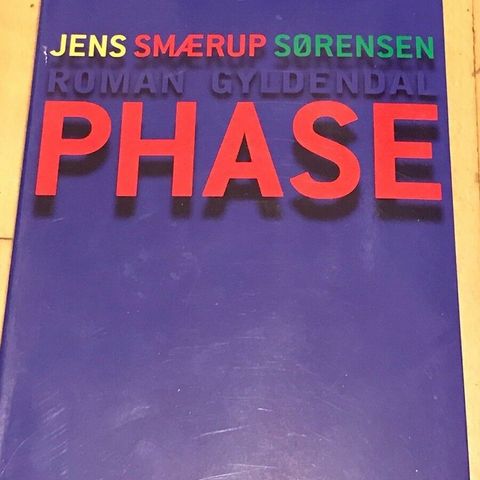 JENS SMÆRUP SØRENSEN
ROMAN GYLDENDAL
PHASE